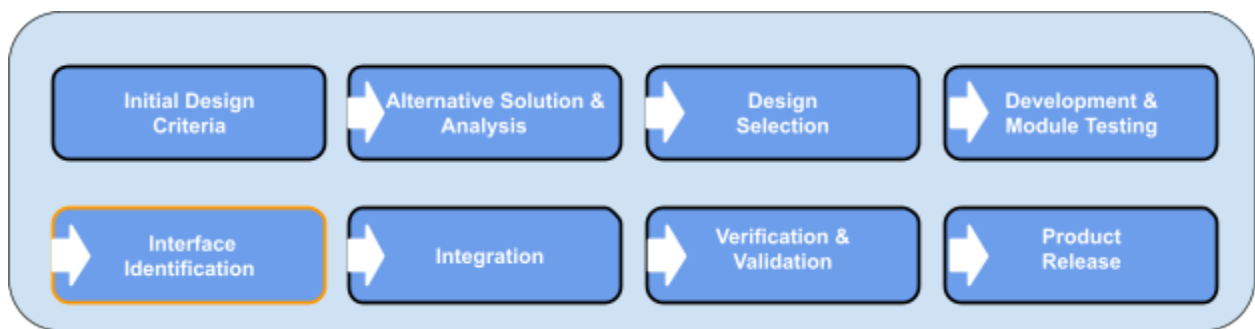 Initial Design
Criteria
Alternative Solution &
Analysis
Design
Selection
Development &
Module Testing
Interface
Identification
Integration
Verification &
Validation
Product
Release